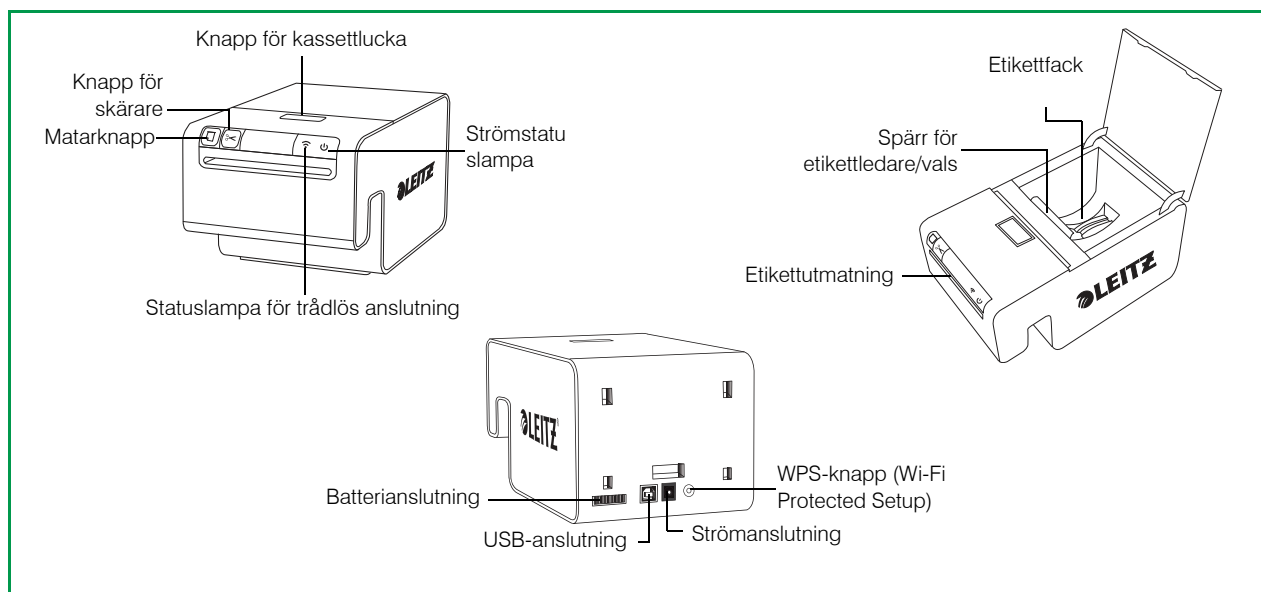 Knapp för kassettlucka
Knapp för
skärare
Matarknapp
Strömstatu
slampa
LEITZ
Statuslampa för trådlös anslutning
Etikettfack
Spärr för
etikettledare/vals
Etikettutmatning
LEITZ
LEITZ
Batterianslutning
USB-anslutning
Strömanslutning
WPS-knapp (Wi-Fi
Protected Setup)